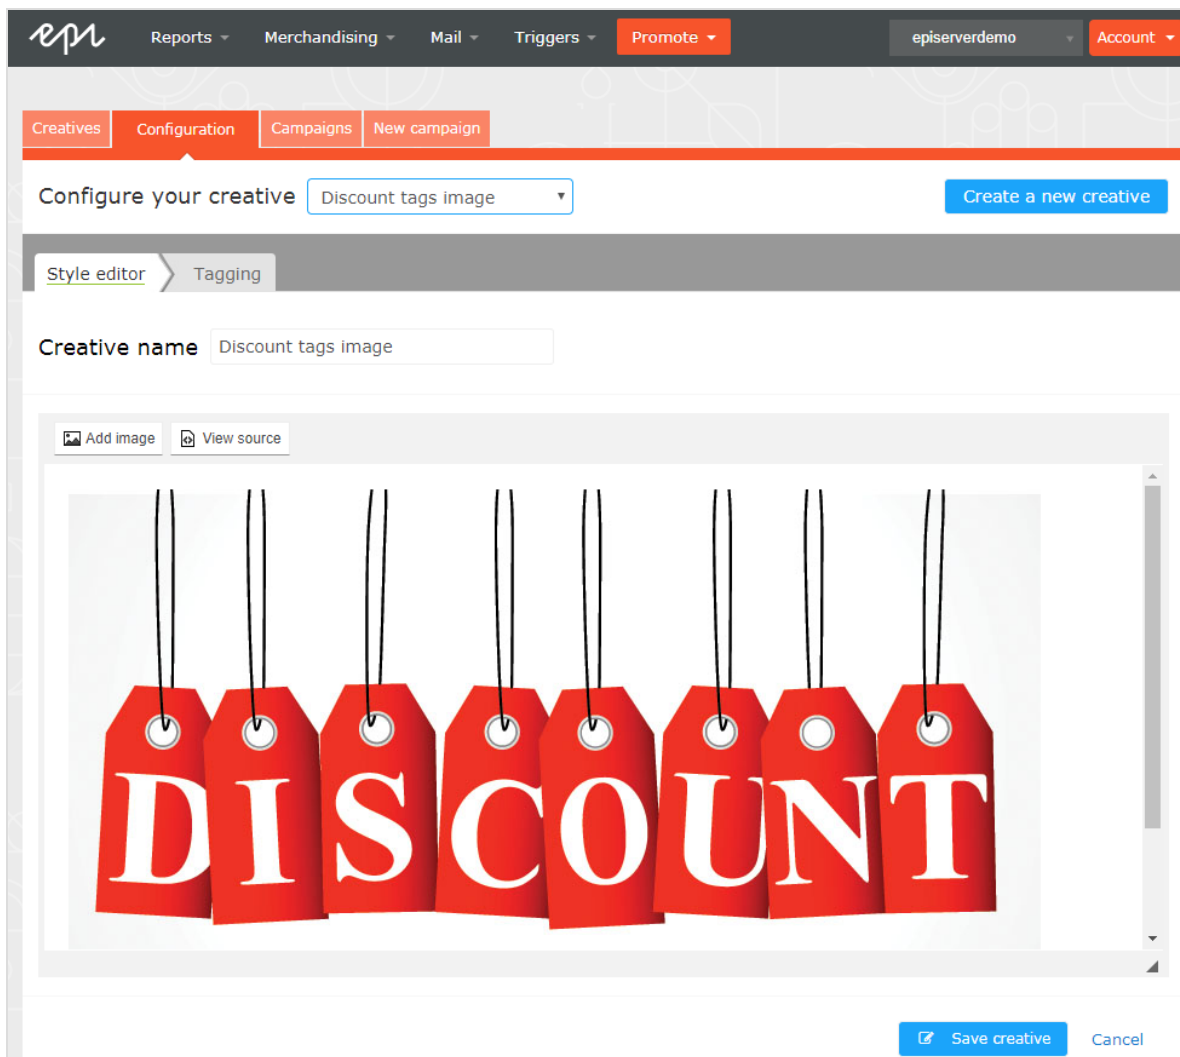 epi Reports Merchandising Mail Triggers Promote episerverdemo Account
Creatives Configuration Campaigns New campaign
Configure your creative Discount tags image Create a new creative
Style editor Tagging
Creative name Discount tags image
Add image View source
DISCOUNT
Save creative Cancel